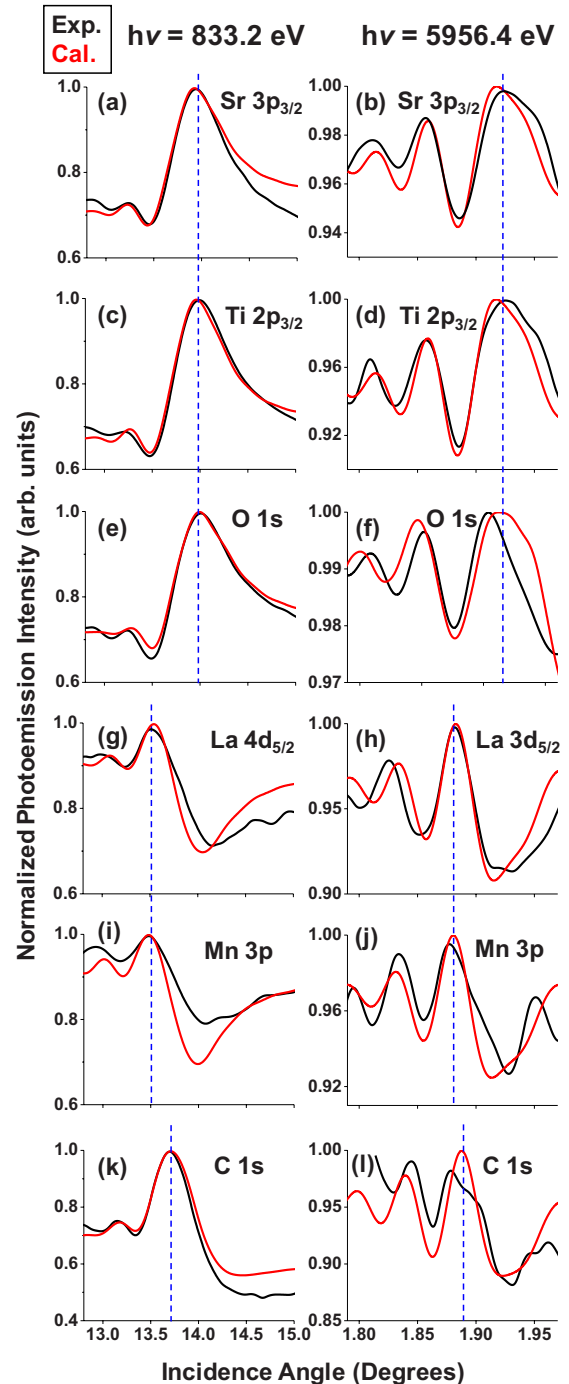 Exp.
Cal.
hν = 833.2 eV
hν = 5956.4 eV
Normalized Photoemission Intensity (arb. units)
(a)
Sr 3p3/2
1.0
0.8
0.6
(b)
Sr 3p3/2
1.00
0.98
0.96
0.94
(c)
Ti 2p3/2
1.0
0.8
0.6
(d)
Ti 2p3/2
1.00
0.96
0.92
(e)
O 1s
1.0
0.8
0.6
(f)
O 1s
1.00
0.99
0.98
0.97
(g)
La 4d5/2
1.0
0.8
0.6
(h)
La 3d5/2
1.00
0.95
0.90
(i)
Mn 3p
1.0
0.8
0.6
(j)
Mn 3p
1.00
0.96
0.92
(k)
C 1s
1.0
0.8
0.6
0.4
(l)
C 1s
1.00
0.95
0.90
0.85
13.0 13.5 14.0 14.5 15.0
1.79 1.85 1.90 1.95
Incidence Angle (Degrees)